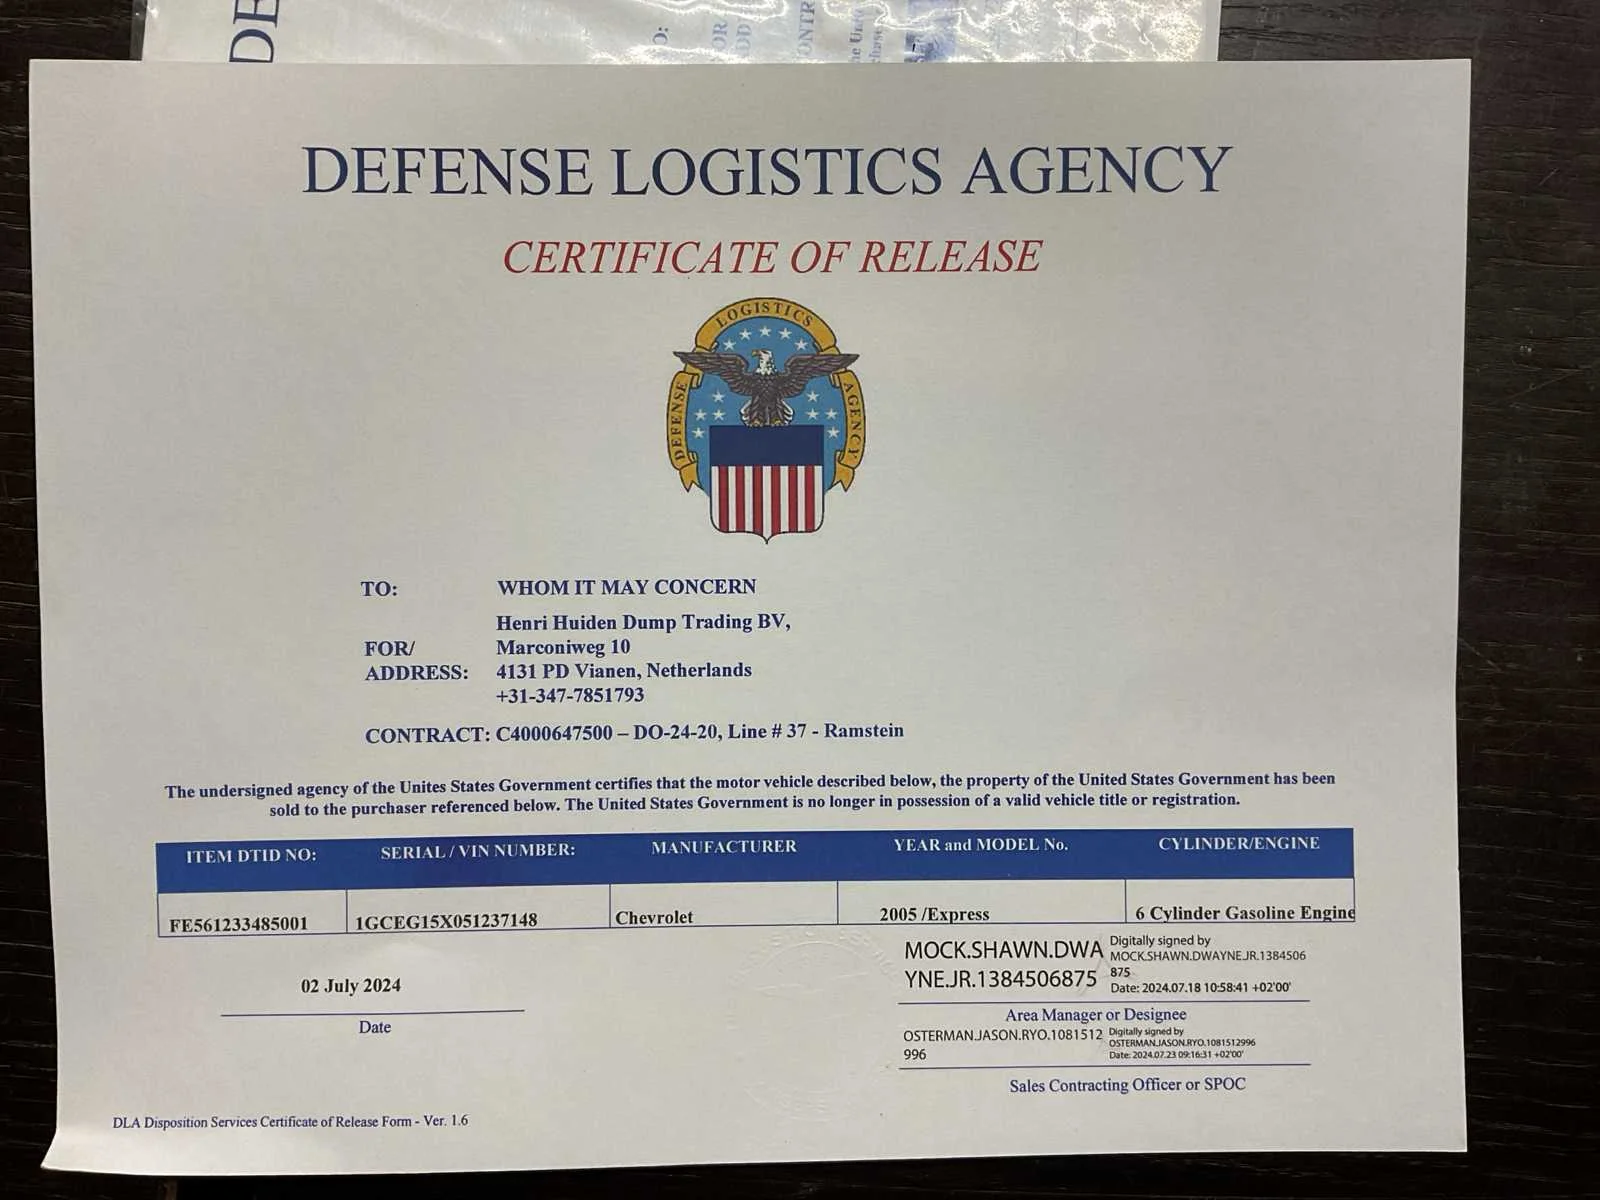 DE
O:
OR
DD
ONTR
he Unit
DEFENSE LOGISTICS AGENCY
CERTIFICATE OF RELEASE
LOGISTICS
DEFENSE
AGENCY
TO: WHOM IT MAY CONCERN
Henri Huiden Dump Trading BV,
FOR/ Marconiweg 10
ADDRESS: 4131 PD Vianen, Netherlands
+31-347-7851793
CONTRACT: C4000647500 – DO-24-20, Line # 37 - Ramstein
The undersigned agency of the Unites States Government certifies that the motor vehicle described below, the property of the United States Government has been
sold to the purchaser referenced below. The United States Government is no longer in possession of a valid vehicle title or registration.
ITEM DTID NO: SERIAL / VIN NUMBER: MANUFACTURER YEAR and MODEL No. CYLINDER/ENGINE
FE561233485001 1GCEG15X051237148 Chevrolet 2005 /Express 6 Cylinder Gasoline Engine
MOCK.SHAWN.DWA
YNE.JR.1384506875
Digitally signed by
MOCK.SHAWN.DWAYNE.JR.1384506
875
Date: 2024.07.18 10:58:41 +02'00'
02 July 2024
Date
Area Manager or Designee
OSTERMAN.JASON.RYO.1081512
996
Digitally signed by
OSTERMAN.JASON.RYO.1081512996
Date: 2024.07.23 09:16:31 +02'00'
Sales Contracting Officer or SPOC
DLA Disposition Services Certificate of Release Form - Ver. 1.6